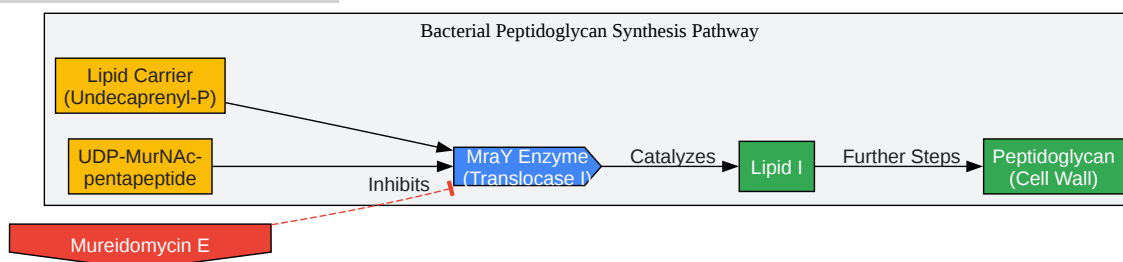 Bacterial Peptidoglycan Synthesis Pathway
Lipid Carrier
(Undecaprenyl-P)
UDP-MurNAc-
pentapeptide
Inhibits
MraY Enzyme
(Translocase I)
Catalyzes
Lipid I
Further Steps
Peptidoglycan
(Cell Wall)
Mureidomycin E